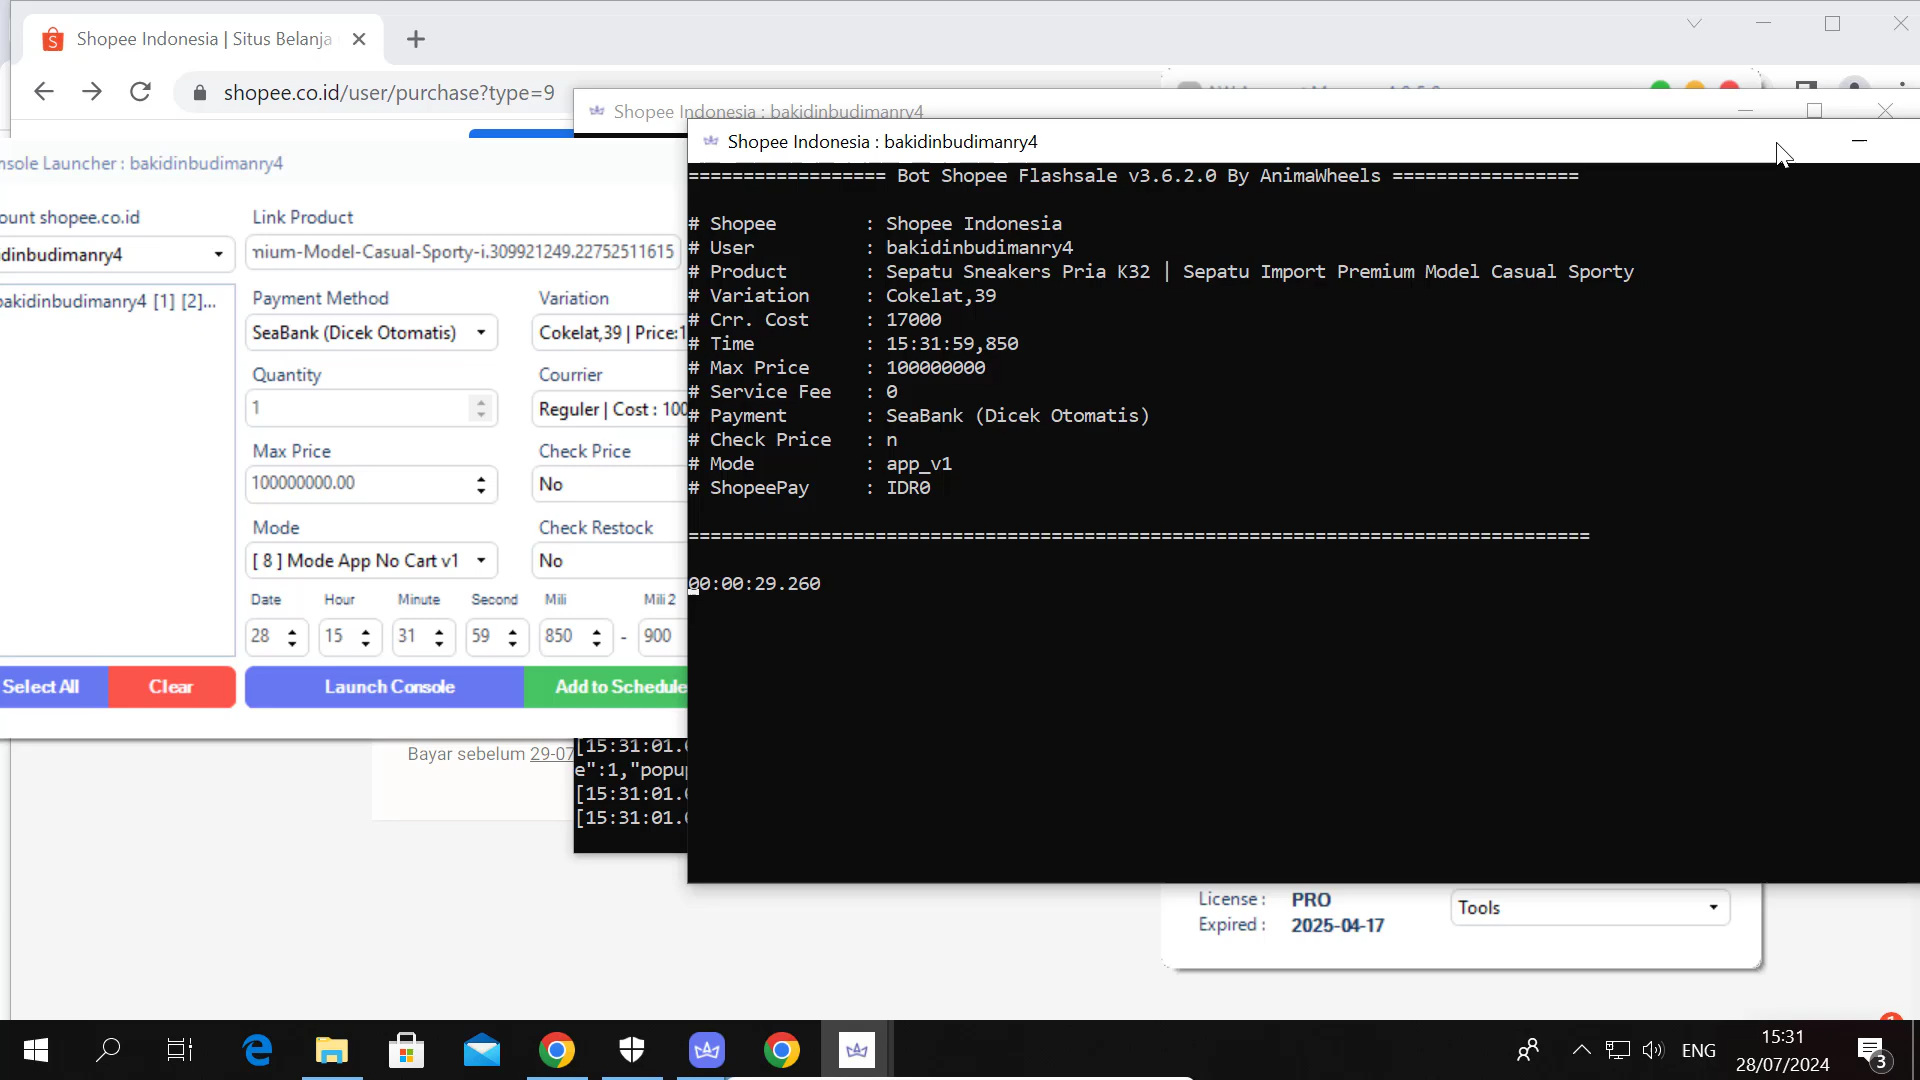 Shopee Indonesia | Situs Belanja
shopee.co.id/user/purchase?type=9
Shopee Indonesia : bakidinbudimanry4
Shopee Indonesia : bakidinbudimanry4
nsole Launcher : bakidinbudimanry4
ount shopee.co.id
dinbudimanry4
bakidinbudimanry4 [1] [2]...
Select All
Clear
Link Product
mium-Model-Casual-Sporty-i.309921249.22752511615
Payment Method
Variation
SeaBank (Dicek Otomatis)
Cokelat,39 | Price:1
Quantity
Courrier
1
Reguler | Cost : 100
Max Price
Check Price
100000000.00
No
Mode
Check Restock
[ 8 ] Mode App No Cart v1
No
Date Hour Minute Second Mili Mili 2
28 15 31 59 850 - 900
Launch Console
Add to Schedule
================== Bot Shopee Flashsale v3.6.2.0 By AnimaWheels =================
# Shopee : Shopee Indonesia
# User : bakidinbudimanry4
# Product : Sepatu Sneakers Pria K32 | Sepatu Import Premium Model Casual Sporty
# Variation : Cokelat,39
# Crr. Cost : 17000
# Time : 15:31:59,850
# Max Price : 100000000
# Service Fee : 0
# Payment : SeaBank (Dicek Otomatis)
# Check Price : n
# Mode : app_v1
# ShopeePay : IDR0
==================================================================================
00:00:29.260
Bayar sebelum 29-07
[15:31:01.
e":1,"popup
[15:31:01.
[15:31:01.
License : PRO
Expired : 2025-04-17
Tools
ENG
15:31
28/07/2024
3